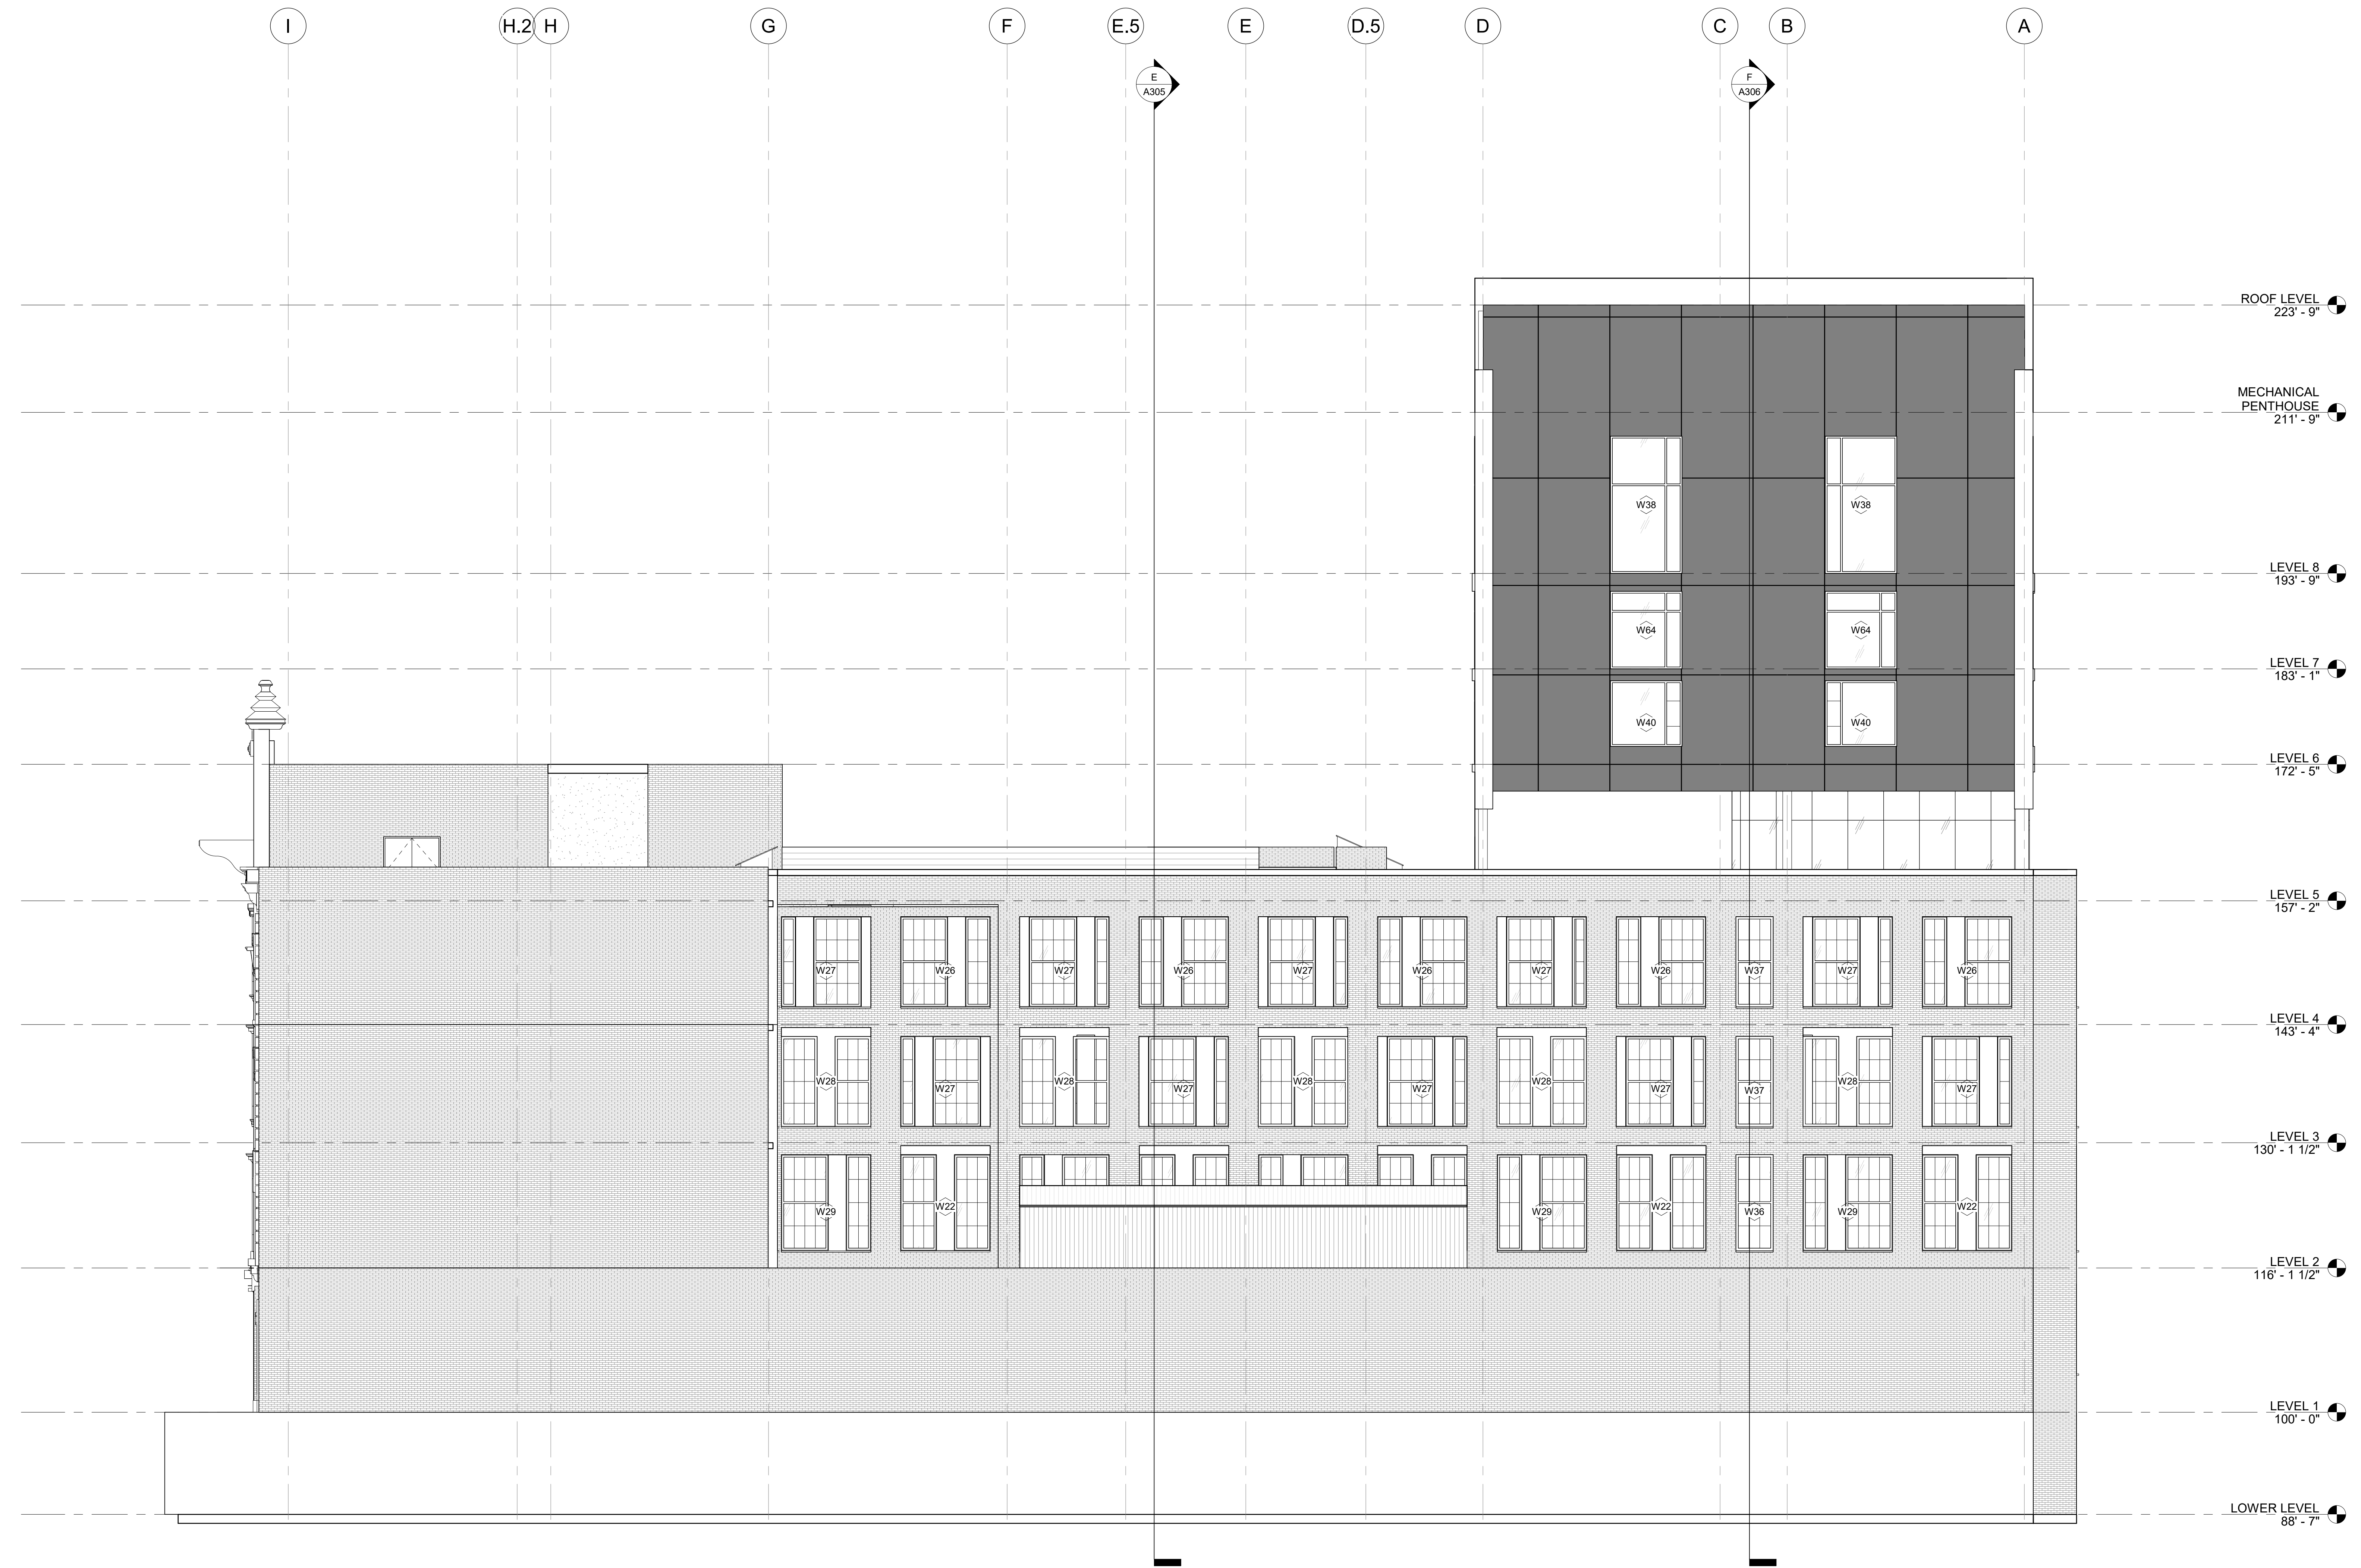 I H.2 H G F E.5 E D.5 D C B A
E F
A305 A306
ROOF LEVEL
223' - 9"
MECHANICAL
PENTHOUSE
211' - 9"
W38 W38
LEVEL 8
193' - 9"
W64 W64
LEVEL 7
183' - 1"
W40 W40
LEVEL 6
172' - 5"
LEVEL 5
157' - 2"
W27 W26 W27 W26 W27 W26 W27 W26 W37 W27 W26
LEVEL 4
143' - 4"
W28 W27 W28 W27 W28 W27 W28 W27 W37 W28 W27
LEVEL 3
130' - 1 1/2"
W29 W22 W29 W22 W36 W29 W22
LEVEL 2
116' - 1 1/2"
LEVEL 1
100' - 0"
LOWER LEVEL
88' - 7"